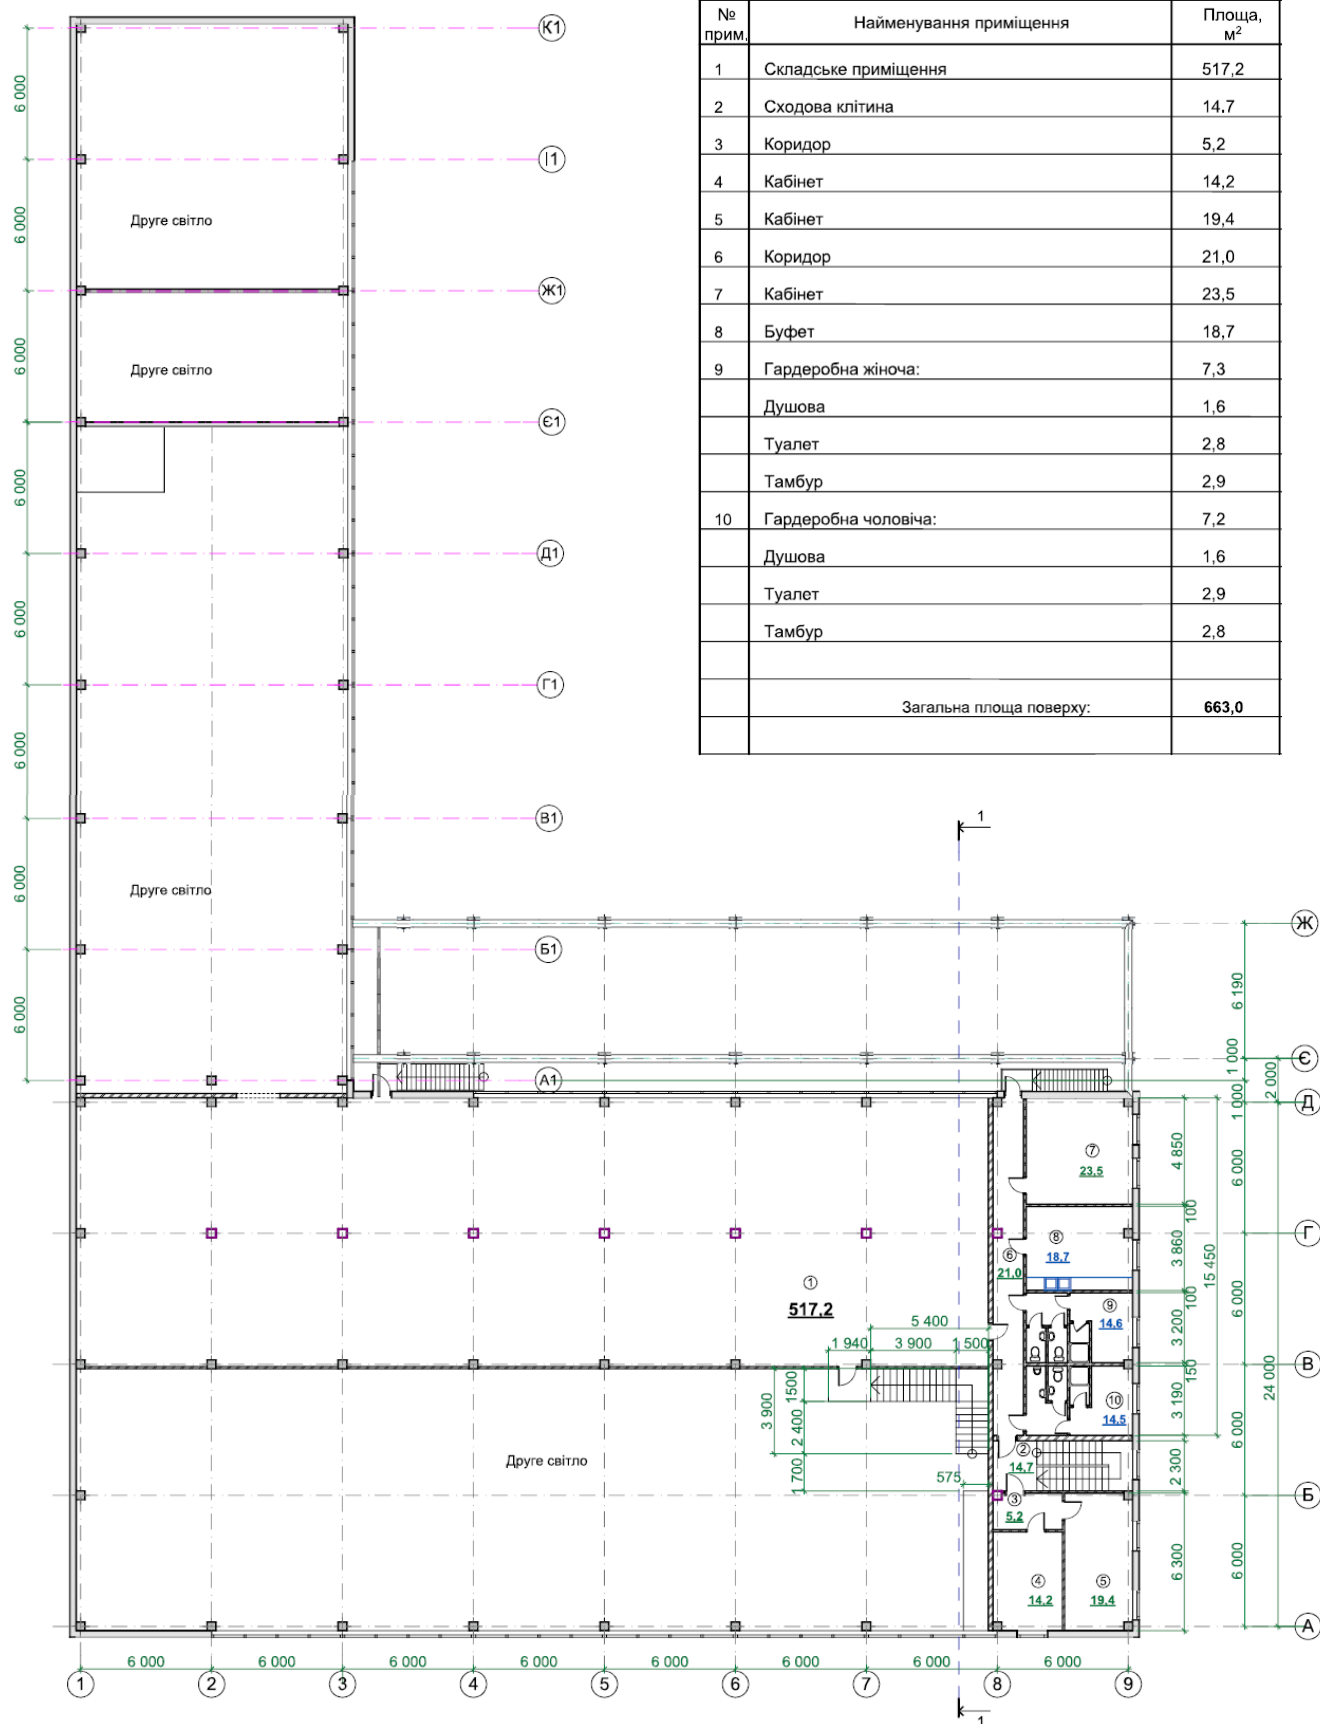 № прим, Найменування приміщення Площа, м²
1 Складське приміщення 517,2
2 Сходова клітина 14.7
3 Коридор 5,2
4 Кабінет 14,2
5 Кабінет 19,4
6 Коридор 21,0
7 Кабінет 23,5
8 Буфет 18,7
9 Гардеробна жіноча: 7,3
Душова 1,6
Туалет 2,8
Тамбур 2,9
10 Гардеробна чоловіча: 7,2
Душова 1,6
Туалет 2,9
Тамбур 2,8
Загальна площа поверху: 663,0
К1
6 000
І1
6 000
Друге світло
Ж1
6 000
Друге світло
Є1
6 000
Д1
6 000
Г1
6 000
В1
6 000
Друге світло
Б1
6 000
А1
1
Ж
6 190
Є
1 000
2 000
1 000
Д
4 850
6 000
7
23,5
100
Г
8
18,7
3 860
15 450
6
21,0
1
517,2
100
6 000
9
14,6
3 200
5 400
1 940 3 900 1 500
В
150
24 000
3 900
1500
2 400
1 700
575
10
14,5
3 190
6 000
2
14,7
2 300
Друге світло
Б
3
5,2
6 300
6 000
4
14.2
5
19.4
А
6 000 6 000 6 000 6 000 6 000 6 000 6 000 6 000
1 2 3 4 5 6 7 8 9
1